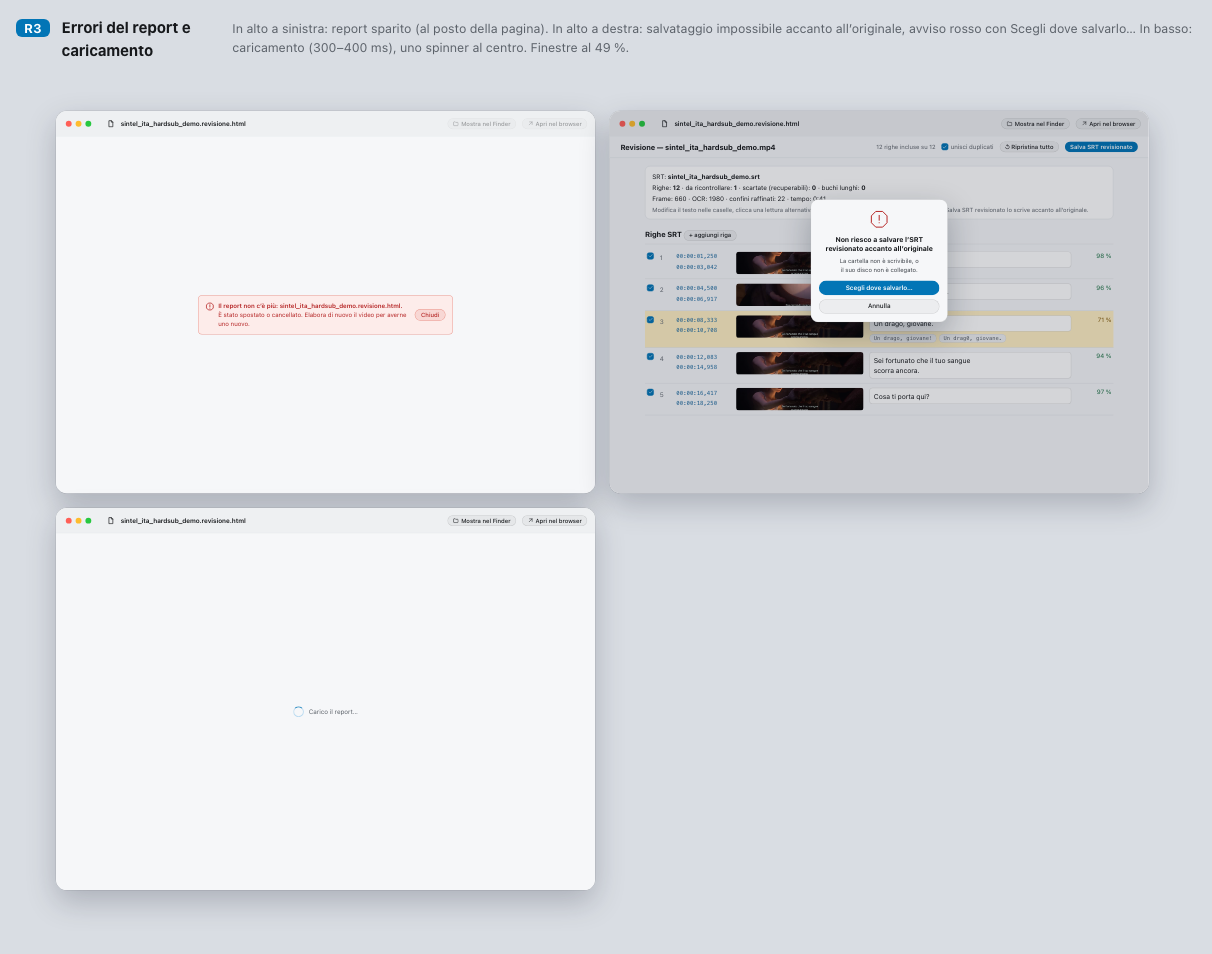 R3
Errori del report e
caricamento
In alto a sinistra: report sparito (al posto della pagina). In alto a destra: salvataggio impossibile accanto all'originale, avviso rosso con Scegli dove salvarlo... In basso:
caricamento (300–400 ms), uno spinner al centro. Finestre al 49 %.
sintel_ita_hardsub_demo.revisione.html
Mostra nel Finder
Apri nel browser
Il report non c'è più: sintel_ita_hardsub_demo.revisione.html.
È stato spostato o cancellato. Elabora di nuovo il video per averne
uno nuovo.
Chiudi
sintel_ita_hardsub_demo.revisione.html
Mostra nel Finder
Apri nel browser
Revisione — sintel_ita_hardsub_demo.mp4
12 righe incluse su 12
unisci duplicati
Ripristina tutto
Salva SRT revisionato
SRT: sintel_ita_hardsub_demo.srt
Righe: 12 · da ricontrollare: 1 · scartate (recuperabili): 0 · buchi lunghi: 0
Frame: 660 · OCR: 1980 · confini raffinati: 22 · tempo: 0:41
Modifica il testo nelle caselle, clicca una lettura alternativ
alva SRT revisionato lo scrive accanto all'originale.
Non riesco a salvare l'SRT
revisionato accanto all'originale
La cartella non è scrivibile, o
il suo disco non è collegato.
Scegli dove salvarlo...
Annulla
Righe SRT
+ aggiungi riga
1
00:00:01,250
00:00:03,042
98 %
2
00:00:04,500
00:00:06,917
96 %
3
00:00:08,333
00:00:10,708
Un drago, giovane.
71 %
Un drago, giovane!
Un drag0, giovane.
4
00:00:12,083
00:00:14,958
Sei fortunato che il tuo sangue
scorra ancora.
94 %
5
00:00:16,417
00:00:18,250
Cosa ti porta qui?
97 %
sintel_ita_hardsub_demo.revisione.html
Mostra nel Finder
Apri nel browser
Carico il report...